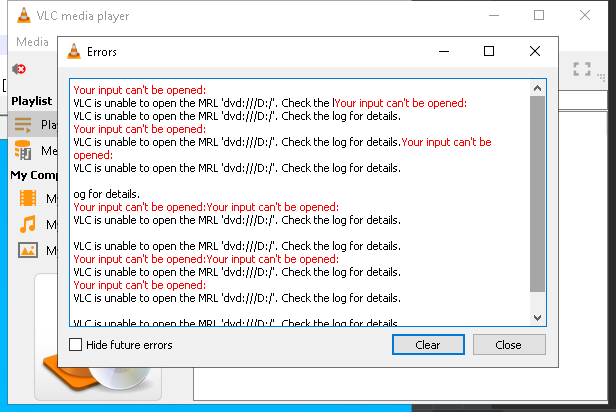 VLC media player
Media
Errors
Playlist
Your input can't be opened:
VLC is unable to open the MRL 'dvd:///D:/'. Check the lYour input can't be opened:
VLC is unable to open the MRL 'dvd:///D:/'. Check the log for details.
Your input can't be opened:
VLC is unable to open the MRL 'dvd:///D:/'. Check the log for details.Your input can't be
opened:
VLC is unable to open the MRL 'dvd:///D:/'. Check the log for details.
My Comp
og for details.
My
Your input can't be opened:Your input can't be opened:
VLC is unable to open the MRL 'dvd:///D:/'. Check the log for details.
My
VLC is unable to open the MRL 'dvd:///D:/'. Check the log for details.
My
Your input can't be opened:Your input can't be opened:
VLC is unable to open the MRL 'dvd:///D:/'. Check the log for details.
Your input can't be opened:
VLC is unable to open the MRL 'dvd:///D:/'. Check the log for details.
VLC is unable to open the MRL 'dvd:///D:/'. Check the log for details.
Hide future errors
Clear
Close